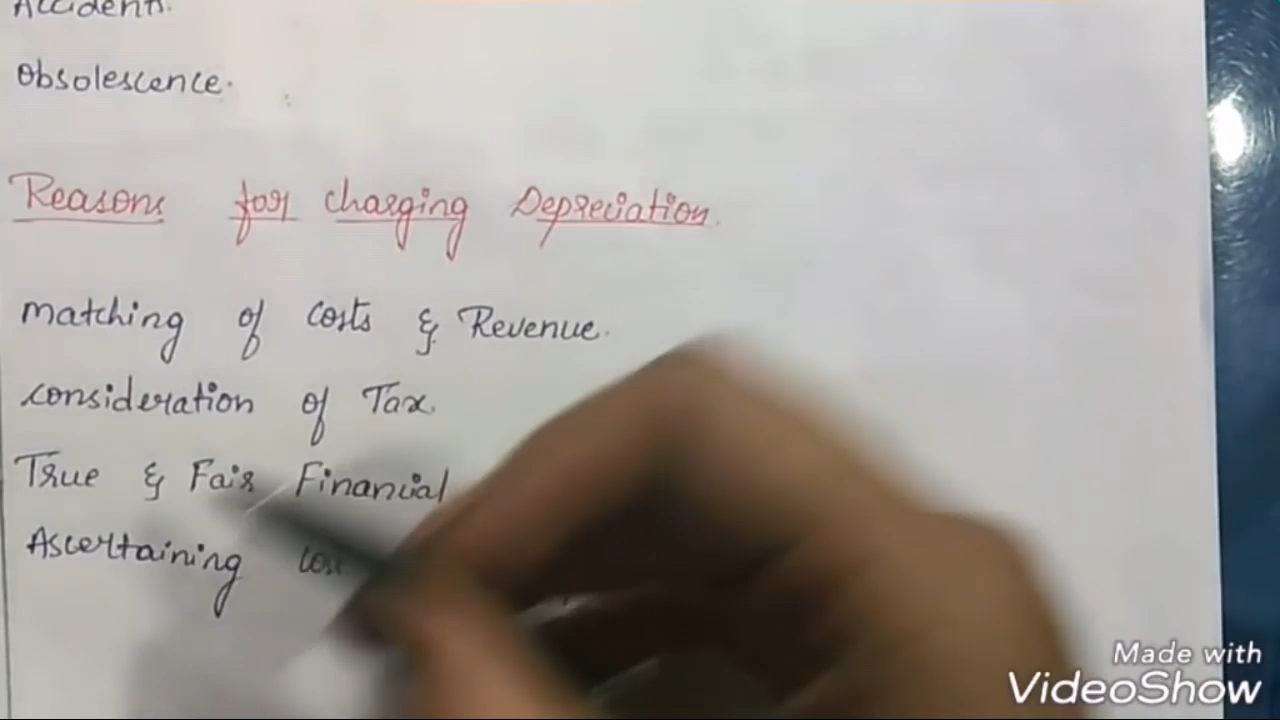 Accident.
Obsolescence.
Reasons for charging Depreciation.
matching of costs & Revenue.
consideration of Tax.
True & Fair Financial
Ascertaining
Made with
VideoShow